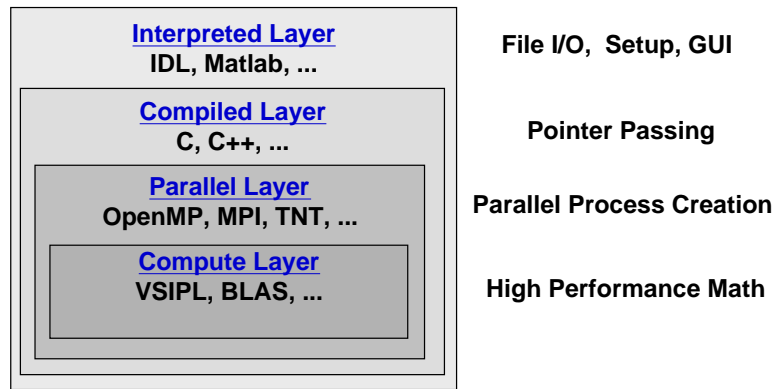 Interpreted Layer
IDL, Matlab, ...
File I/O, Setup, GUI
Compiled Layer
C, C++, ...
Pointer Passing
Parallel Layer
OpenMP, MPI, TNT, ...
Parallel Process Creation
Compute Layer
VSIPL, BLAS, ...
High Performance Math